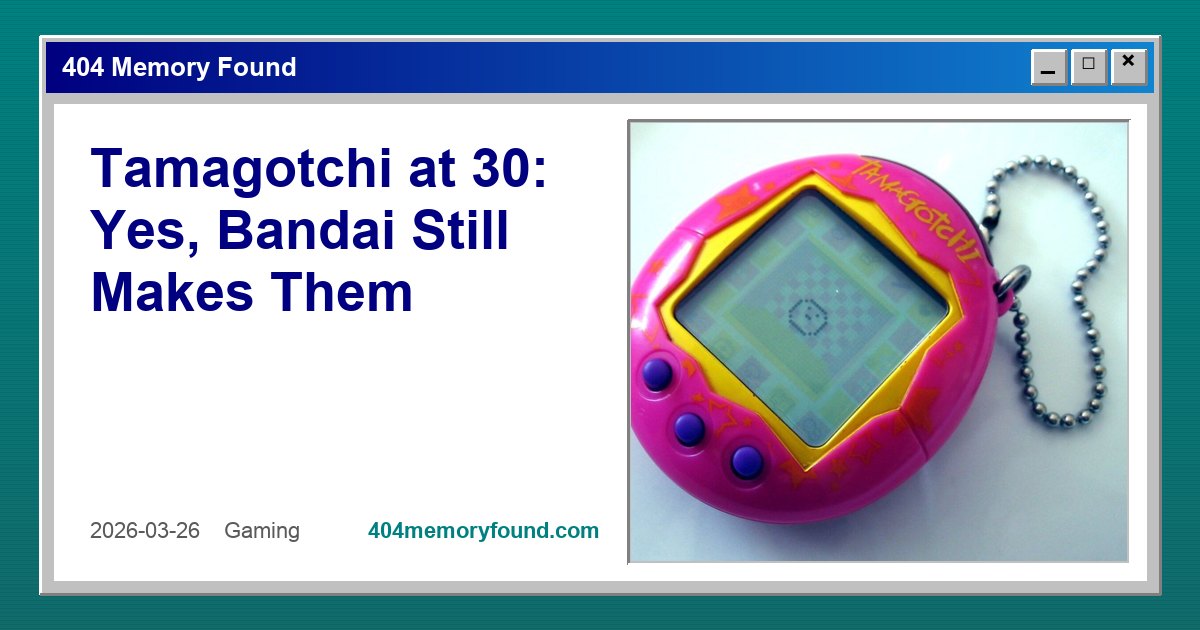 404 Memory Found
Tamagotchi at 30:
Yes, Bandai Still
Makes Them
TAMAGOTCHI
2026-03-26 Gaming 404memoryfound.com